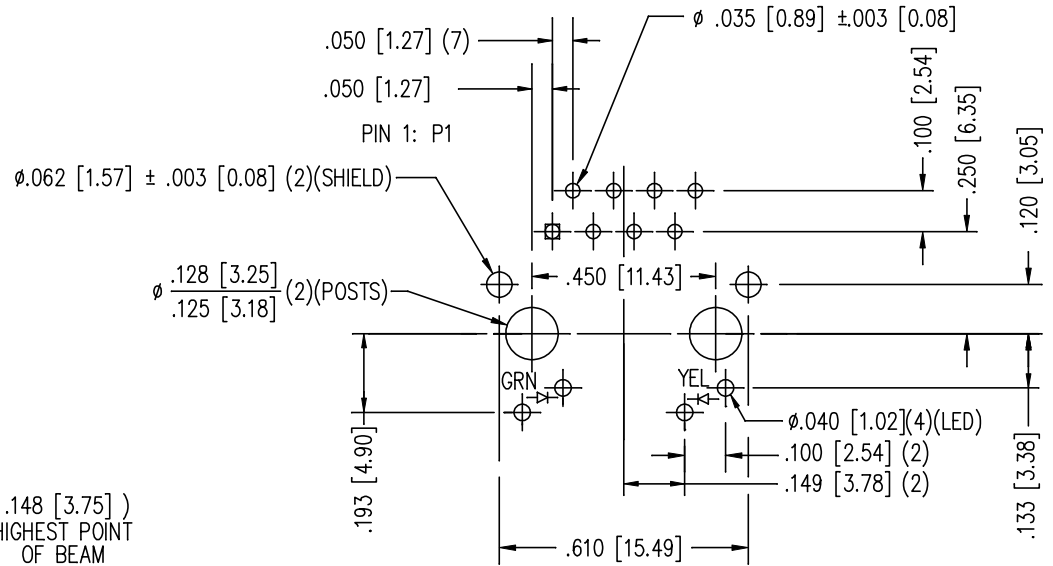 ø .035 [0.89] ±.003 [0.08]
.050 [1.27] (7)
.050 [1.27]
PIN 1: P1
ø.062 [1.57] ± .003 [0.08] (2)(SHIELD)
.100 [2.54]
.250 [6.35]
.120 [3.05]
.450 [11.43]
ø .128 [3.25]
.125 [3.18] (2)(POSTS)
GRN
YEL
ø.040 [1.02](4)(LED)
.100 [2.54] (2)
.149 [3.78] (2)
.193 [4.90]
.133 [3.38]
.610 [15.49]
.148 [3.75] )
HIGHEST POINT
OF BEAM